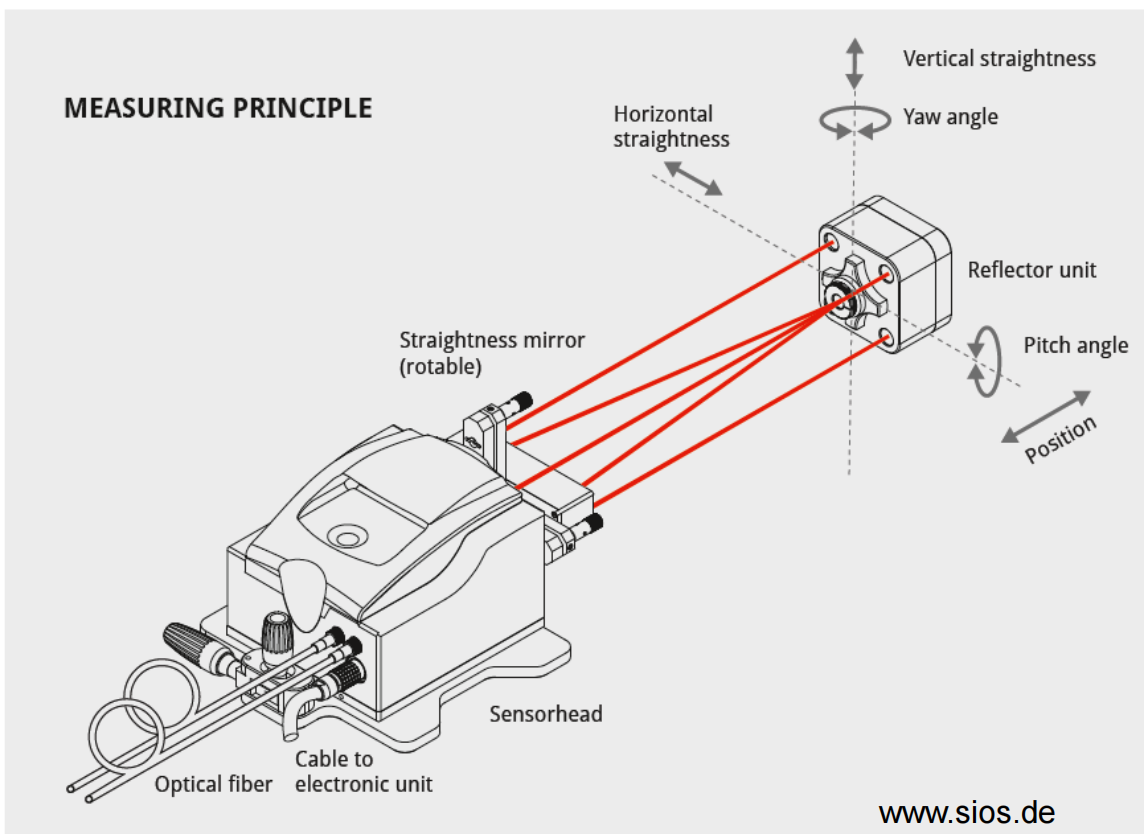 MEASURING PRINCIPLE
Vertical straightness
Yaw angle
Horizontal
straightness
Reflector unit
Pitch angle
Position
Straightness mirror
(rotatable)
Sensorhead
Cable to
electronic unit
Optical fiber
www.sios.de